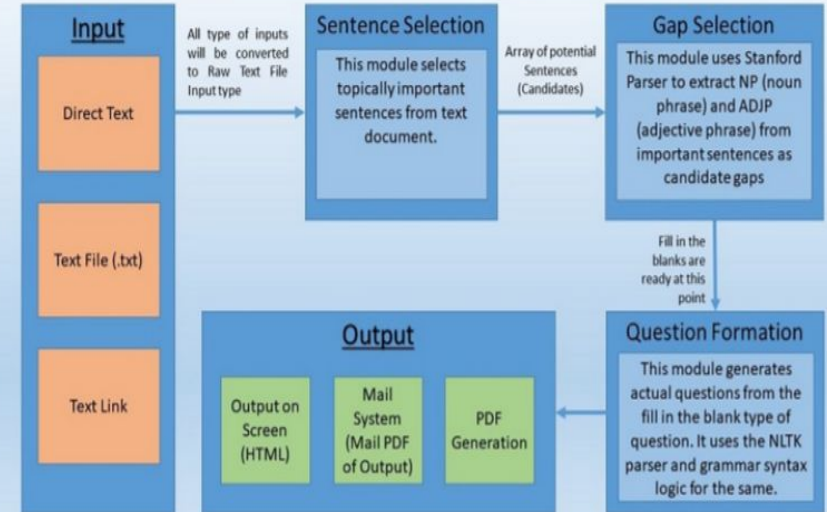 Input
Direct Text
Text File (.txt)
Text Link
All type of inputs
will be converted
to Raw Text File
Input type
Sentence Selection
This module selects
topically important
sentences from text
document.
Array of potential
Sentences
(Candidates)
Gap Selection
This module uses Stanford
Parser to extract NP (noun
phrase) and ADJP
(adjective phrase) from
important sentences as
candidate gaps
Fill in the
blanks are
ready at this
point
Question Formation
This module generates
actual questions from the
fill in the blank type of
question. It uses the NLTK
parser and grammar syntax
logic for the same.
Output
Output on
Screen
(HTML)
Mail
System
(Mail PDF
of Output)
PDF
Generation